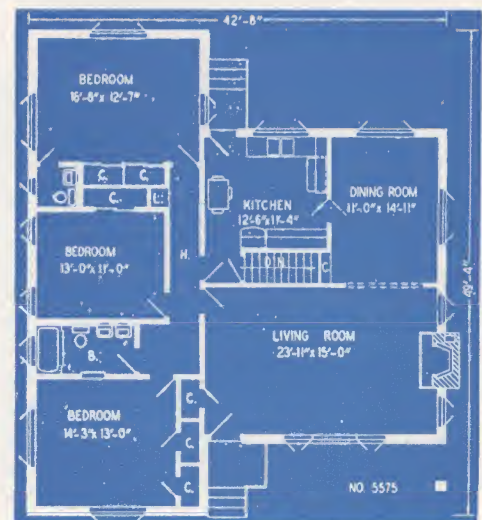 42'-8"
BEDROOM
16'-8" x 12'-7"
C.
C.
C.
L.
KITCHEN
12'-6" x 11'-4"
DINING ROOM
11'-0" x 14'-11"
BEDROOM
13'-0" x 11'-0"
H.
D'N.
C.
49'-4"
LIVING ROOM
23'-11" x 15'-0"
B.
BEDROOM
14'-3" x 13'-0"
C.
C.
C.
NO. 5575